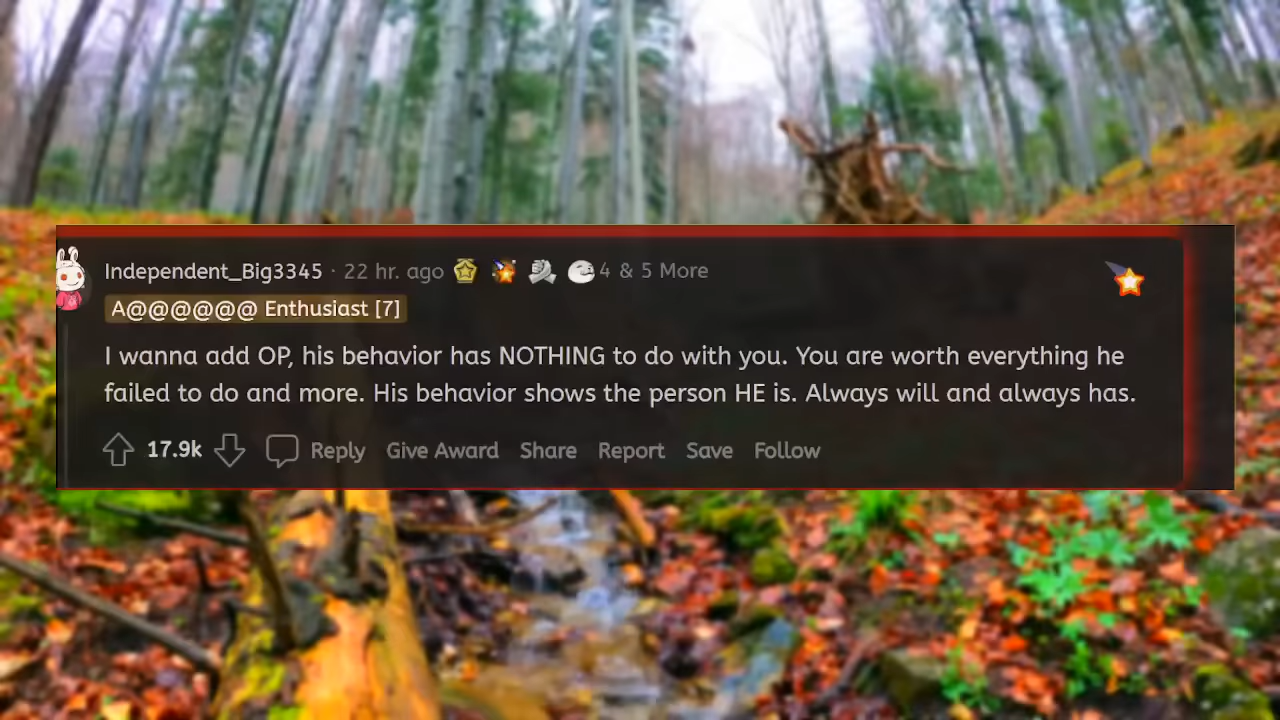 Independent_Big3345 · 22 hr. ago 4 & 5 More
A@@@@@@ Enthusiast [7]
I wanna add OP, his behavior has NOTHING to do with you. You are worth everything he
failed to do and more. His behavior shows the person HE is. Always will and always has.
17.9k Reply Give Award Share Report Save Follow